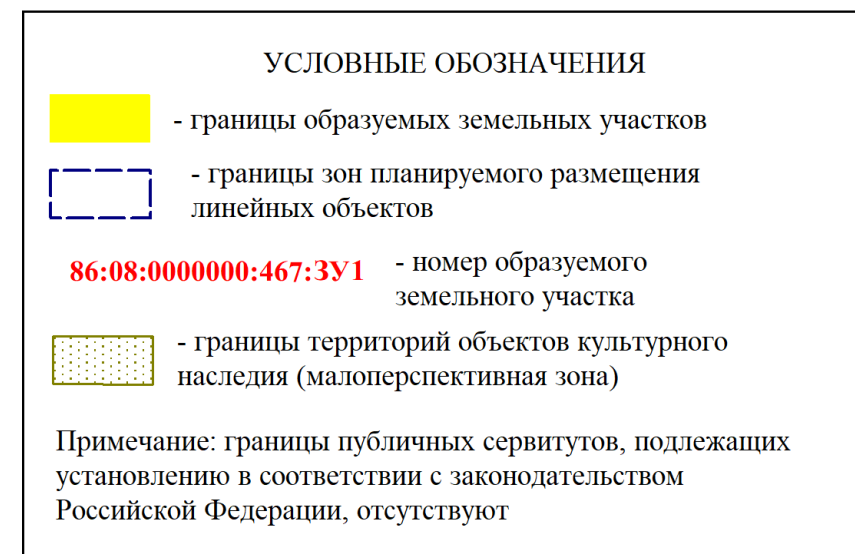 УСЛОВНЫЕ ОБОЗНАЧЕНИЯ
- границы образуемых земельных участков
- границы зон планируемого размещения
линейных объектов
86:08:0000000:467:ЗУ1
- номер образуемого
земельного участка
- границы территорий объектов культурного
наследия (малоперспективная зона)
Примечание: границы публичных сервитутов, подлежащих
установлению в соответствии с законодательством
Российской Федерации, отсутствуют